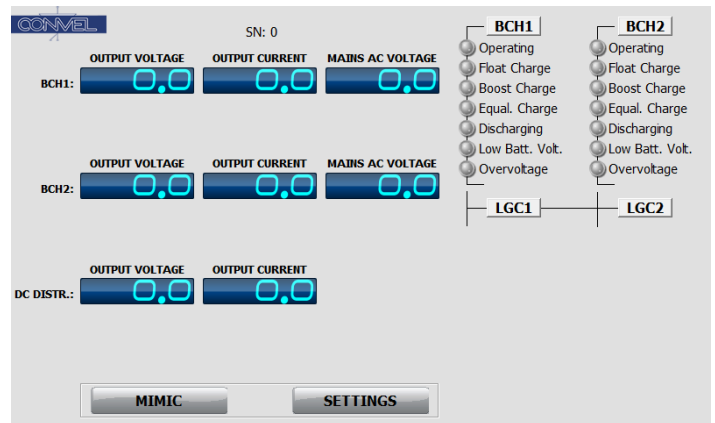 CONVEL
SN: 0
OUTPUT VOLTAGE OUTPUT CURRENT MAINS AC VOLTAGE
BCH1: 0.0 0.0 0.0
OUTPUT VOLTAGE OUTPUT CURRENT MAINS AC VOLTAGE
BCH2: 0.0 0.0 0.0
OUTPUT VOLTAGE OUTPUT CURRENT
DC DISTR.: 0.0 0.0
MIMIC SETTINGS
BCH1
Operating
Float Charge
Boost Charge
Equal. Charge
Discharging
Low Batt. Volt.
Overvoltage
LGC1
BCH2
Operating
Float Charge
Boost Charge
Equal. Charge
Discharging
Low Batt. Volt.
Overvoltage
LGC2